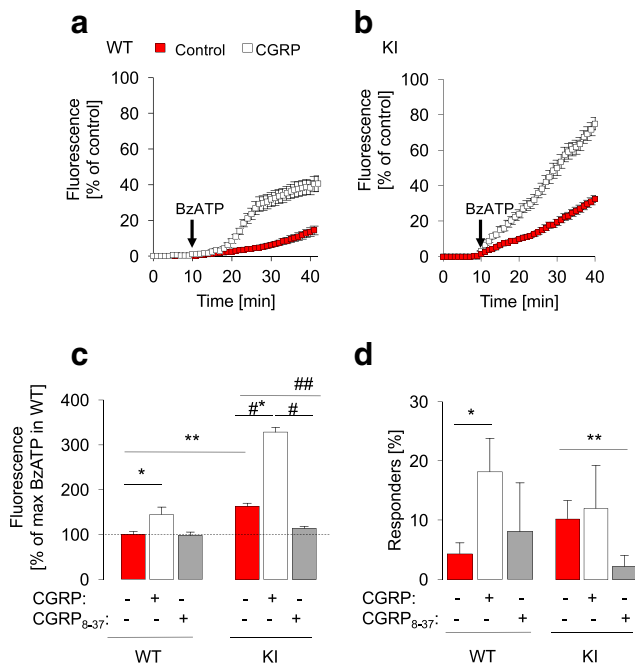 a
WT
Control
CGRP
Fluorescence
[% of control]
100
80
60
40
20
0
BzATP
0 10 20 30 40
Time [min]
b
KI
Fluorescence
[% of control]
100
80
60
40
20
0
BzATP
0 10 20 30 40
Time [min]
c
Fluorescence
[% of max BzATP in WT]
400
300
200
100
0
*
**
#*
#
##
CGRP: - + - - + -
CGRP8-37: - - + - - +
WT KI
d
Responders [%]
30
20
10
0
*
**
CGRP: - + - - + -
CGRP8-37: - - + - - +
WT KI